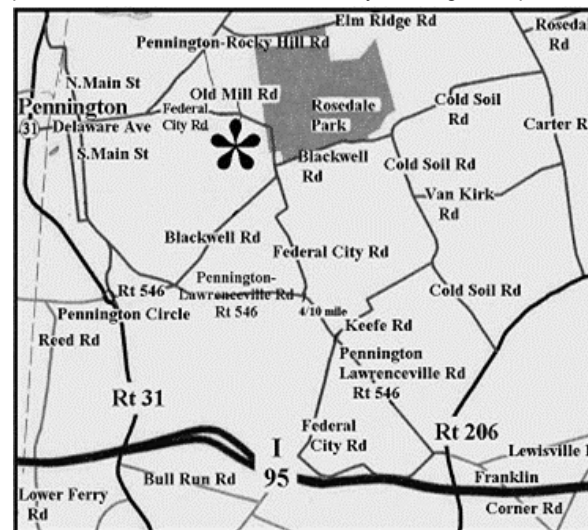 Elm Ridge Rd
Rosedale
Rd
Pennington-Rocky Hill Rd
N.Main St
Old Mill Rd
Pennington
Federal
City Rd
Rosedale
Park
Cold Soil
Rd
31
Delaware Ave
Carter R
S.Main St
Blackwell
Rd
Cold Soil Rd
Van Kirk
Rd
Blackwell Rd
Federal City Rd
Pennington-
Lawrenceville Rd
Rt 546
Rt 546
Cold Soil Rd
4/10 mile
Pennington Circle
Keefe Rd
Reed Rd
Pennington
Lawrenceville Rd
Rt 546
Rt 31
Federal
City Rd
Rt 206
I
95
Lewisville
Bull Run Rd
Franklin
Corner Rd
Lower Ferry
Rd